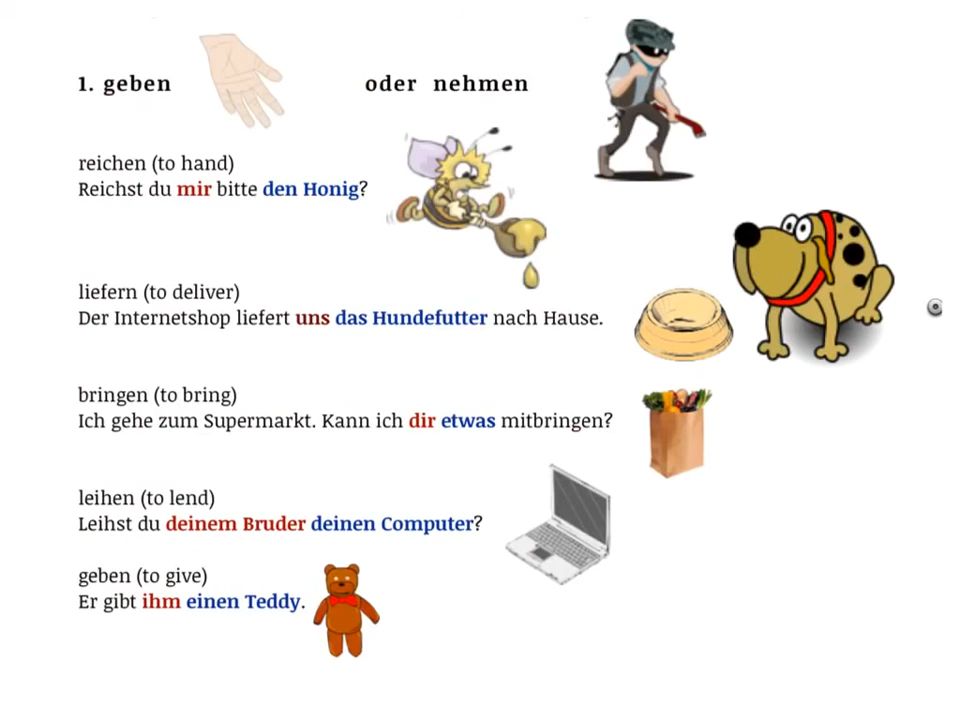 1. geben oder nehmen
reichen (to hand)
Reichst du mir bitte den Honig?
liefern (to deliver)
Der Internetshop liefert uns das Hundefutter nach Hause.
bringen (to bring)
Ich gehe zum Supermarkt. Kann ich dir etwas mitbringen?
leihen (to lend)
Leihst du deinem Bruder deinen Computer?
geben (to give)
Er gibt ihm einen Teddy.